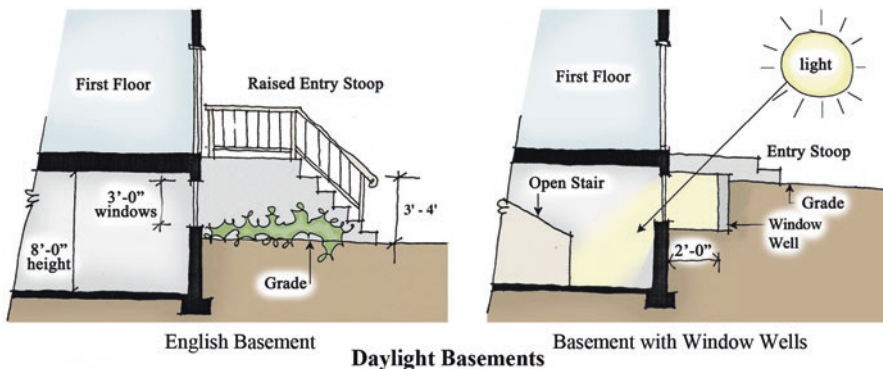 First Floor
Raised Entry Stoop
3'-0"
windows
8'-0"
height
3' - 4'
Grade
English Basement
First Floor
light
Entry Stoop
Open Stair
Grade
Window
Well
2'-0"
Basement with Window Wells
Daylight Basements